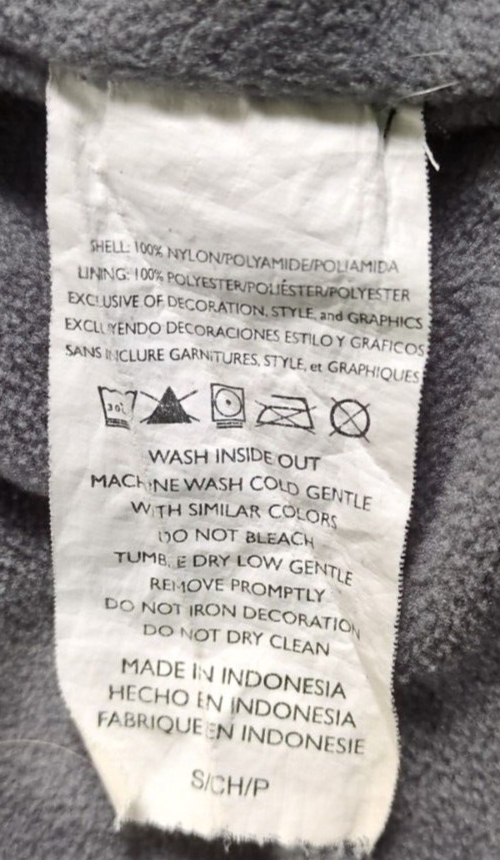 SHELL: 100% NYLON/POLYAMIDE/POLIAMIDA
LINING: 100% POLYESTER/POLIÉSTER/POLYESTER
EXCLUSIVE OF DECORATION, STYLE, and GRAPHICS
EXCLUYENDO DECORACIONES ESTILO Y GRAFICOS
SANS INCLURE GARNITURES, STYLE, et GRAPHIQUES
30°
WASH INSIDE OUT
MACHINE WASH COLD GENTLE
WITH SIMILAR COLORS
DO NOT BLEACH
TUMBLE DRY LOW GENTLE
REMOVE PROMPTLY
DO NOT IRON DECORATION
DO NOT DRY CLEAN
MADE IN INDONESIA
HECHO EN INDONESIA
FABRIQUE EN INDONESIE
S/CH/P